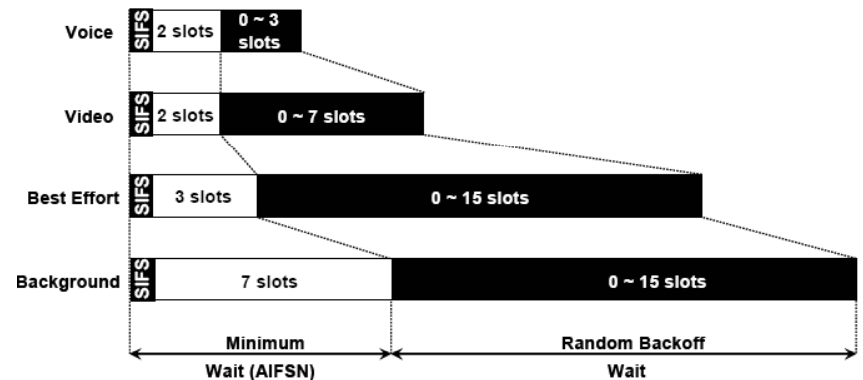 Voice
SIFS
2 slots
0 ~ 3
slots
Video
SIFS
2 slots
0 ~ 7 slots
Best Effort
SIFS
3 slots
0 ~ 15 slots
Background
SIFS
7 slots
0 ~ 15 slots
Minimum
Wait (AIFSN)
Random Backoff
Wait